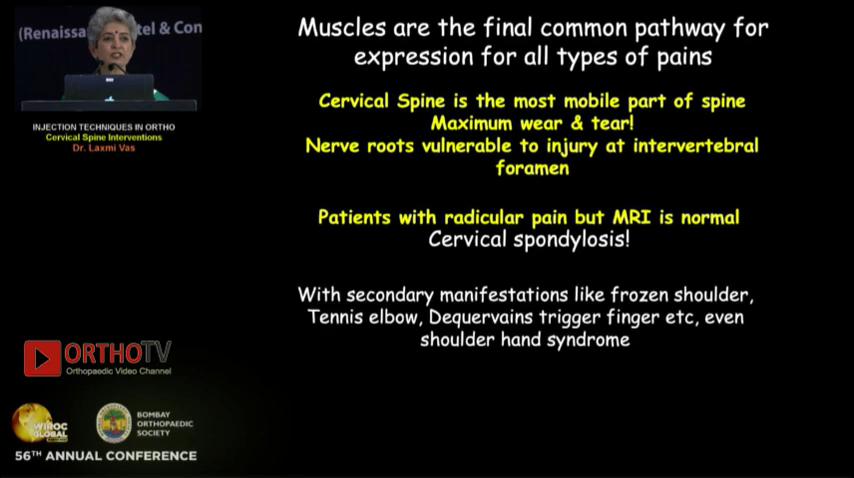 (Renaissa
tel & Con
INJECTION TECHNIQUES IN ORTHO
Cervical Spine Interventions
Dr. Laxmi Vas
Muscles are the final common pathway for
expression for all types of pains
Cervical Spine is the most mobile part of spine
Maximum wear & tear!
Nerve roots vulnerable to injury at intervertebral
foramen
Patients with radicular pain but MRI is normal
Cervical spondylosis!
With secondary manifestations like frozen shoulder,
Tennis elbow, Dequervains trigger finger etc, even
shoulder hand syndrome
ORTHOTV
Orthopaedic Video Channel
WIROC
GLOBAL
BOMBAY
ORTHOPAEDIC
SOCIETY
56TH ANNUAL CONFERENCE